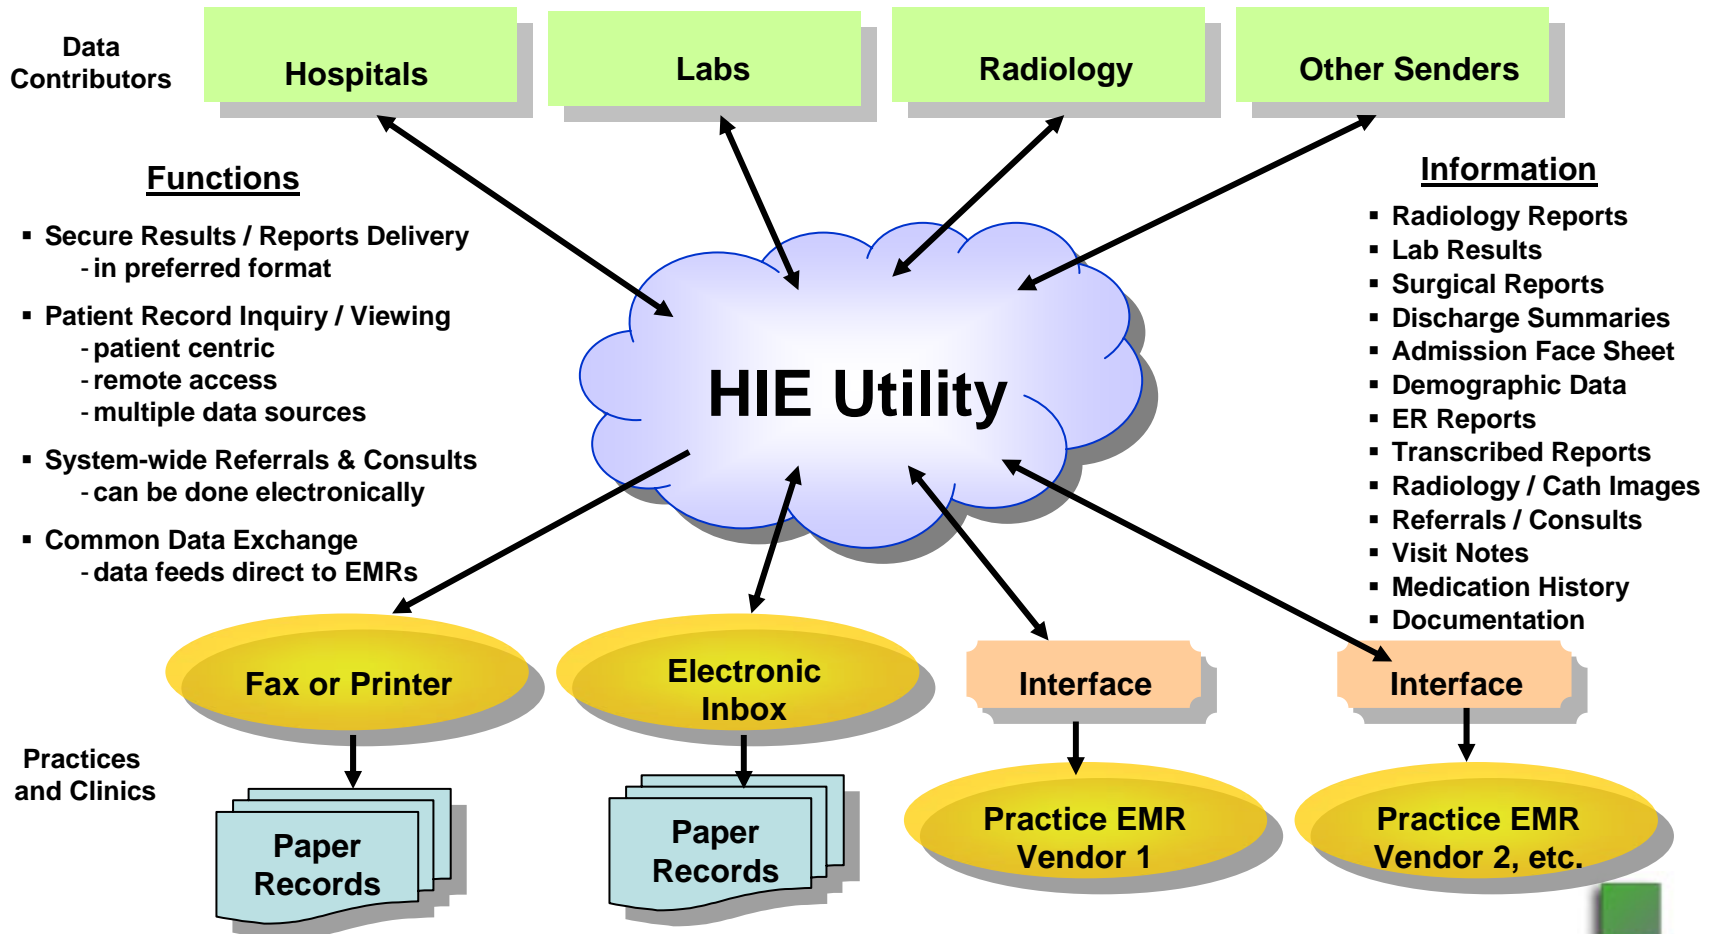 Data
Contributors
Hospitals
Labs
Radiology
Other Senders
Functions
▪ Secure Results / Reports Delivery
- in preferred format
▪ Patient Record Inquiry / Viewing
- patient centric
- remote access
- multiple data sources
▪ System-wide Referrals & Consults
- can be done electronically
▪ Common Data Exchange
- data feeds direct to EMRs
HIE Utility
Information
▪ Radiology Reports
▪ Lab Results
▪ Surgical Reports
▪ Discharge Summaries
▪ Admission Face Sheet
▪ Demographic Data
▪ ER Reports
▪ Transcribed Reports
▪ Radiology / Cath Images
▪ Referrals / Consults
▪ Visit Notes
▪ Medication History
▪ Documentation
Fax or Printer
Electronic
Inbox
Interface
Interface
Practices
and Clinics
Paper
Records
Paper
Records
Practice EMR
Vendor 1
Practice EMR
Vendor 2, etc.